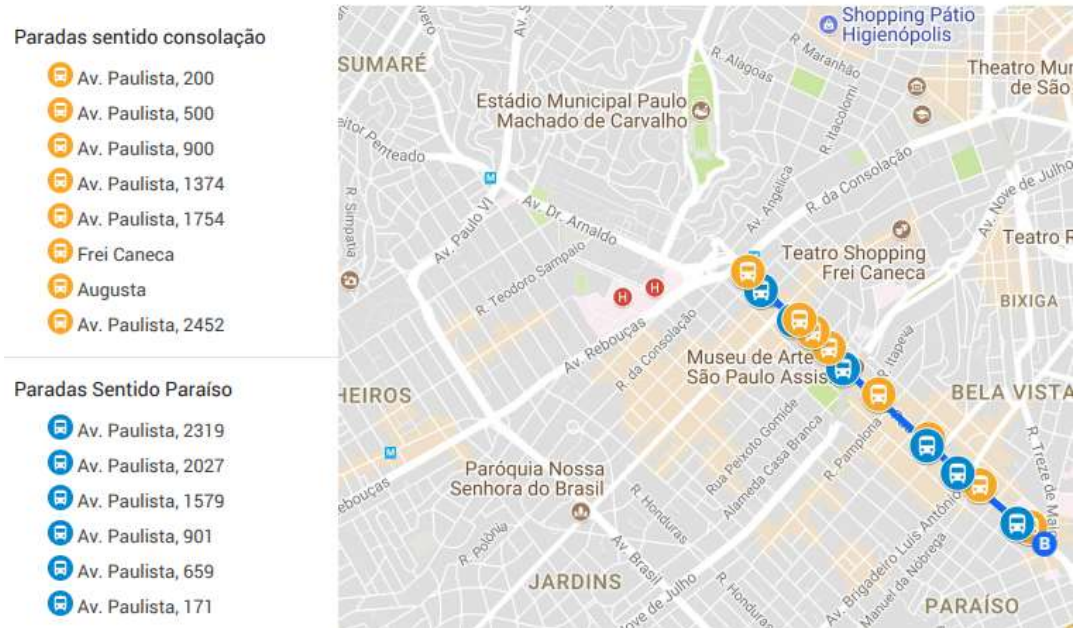 Paradas sentido consolação
Av. Paulista, 200
Av. Paulista, 500
Av. Paulista, 900
Av. Paulista, 1374
Av. Paulista, 1754
Frei Caneca
Augusta
Av. Paulista, 2452
Paradas Sentido Paraíso
Av. Paulista, 2319
Av. Paulista, 2027
Av. Paulista, 1579
Av. Paulista, 901
Av. Paulista, 659
Av. Paulista, 171
Shopping Pátio
Higienópolis
SUMARÉ
R. Alagoas
R. Maranhão
Theatro Mur
de São
Estádio Municipal Paulo
Machado de Carvalho
R. Itacolomi
eitor Penteado
M
R. da Consolação
Av. Angélica
Av. Nove de Julho
R. Simpatia
Av. Paulo VI
Av. Dr. Arnaldo
Teatro R
Teatro Shopping
Frei Caneca
R. Teodoro Sampaio
H
H
BIXIGA
Av. Rebouças
R. da Consolação
R. Itapeva
Museu de Arte
São Paulo Assis
HEIROS
BELA VISTA
Rua Peixoto Gomide
Alameda Casa Branca
R. Pamplona
R. Treze de Maio
M
Rebouças
Paróquia Nossa
Senhora do Brasil
R. Honduras
R. Honduras
R. Polônia
Av. Brasil
Av. Brigadeiro Luís Antônio
Manuel da Nóbrega
B
JARDINS
Nove de Julho
PARAÍSO